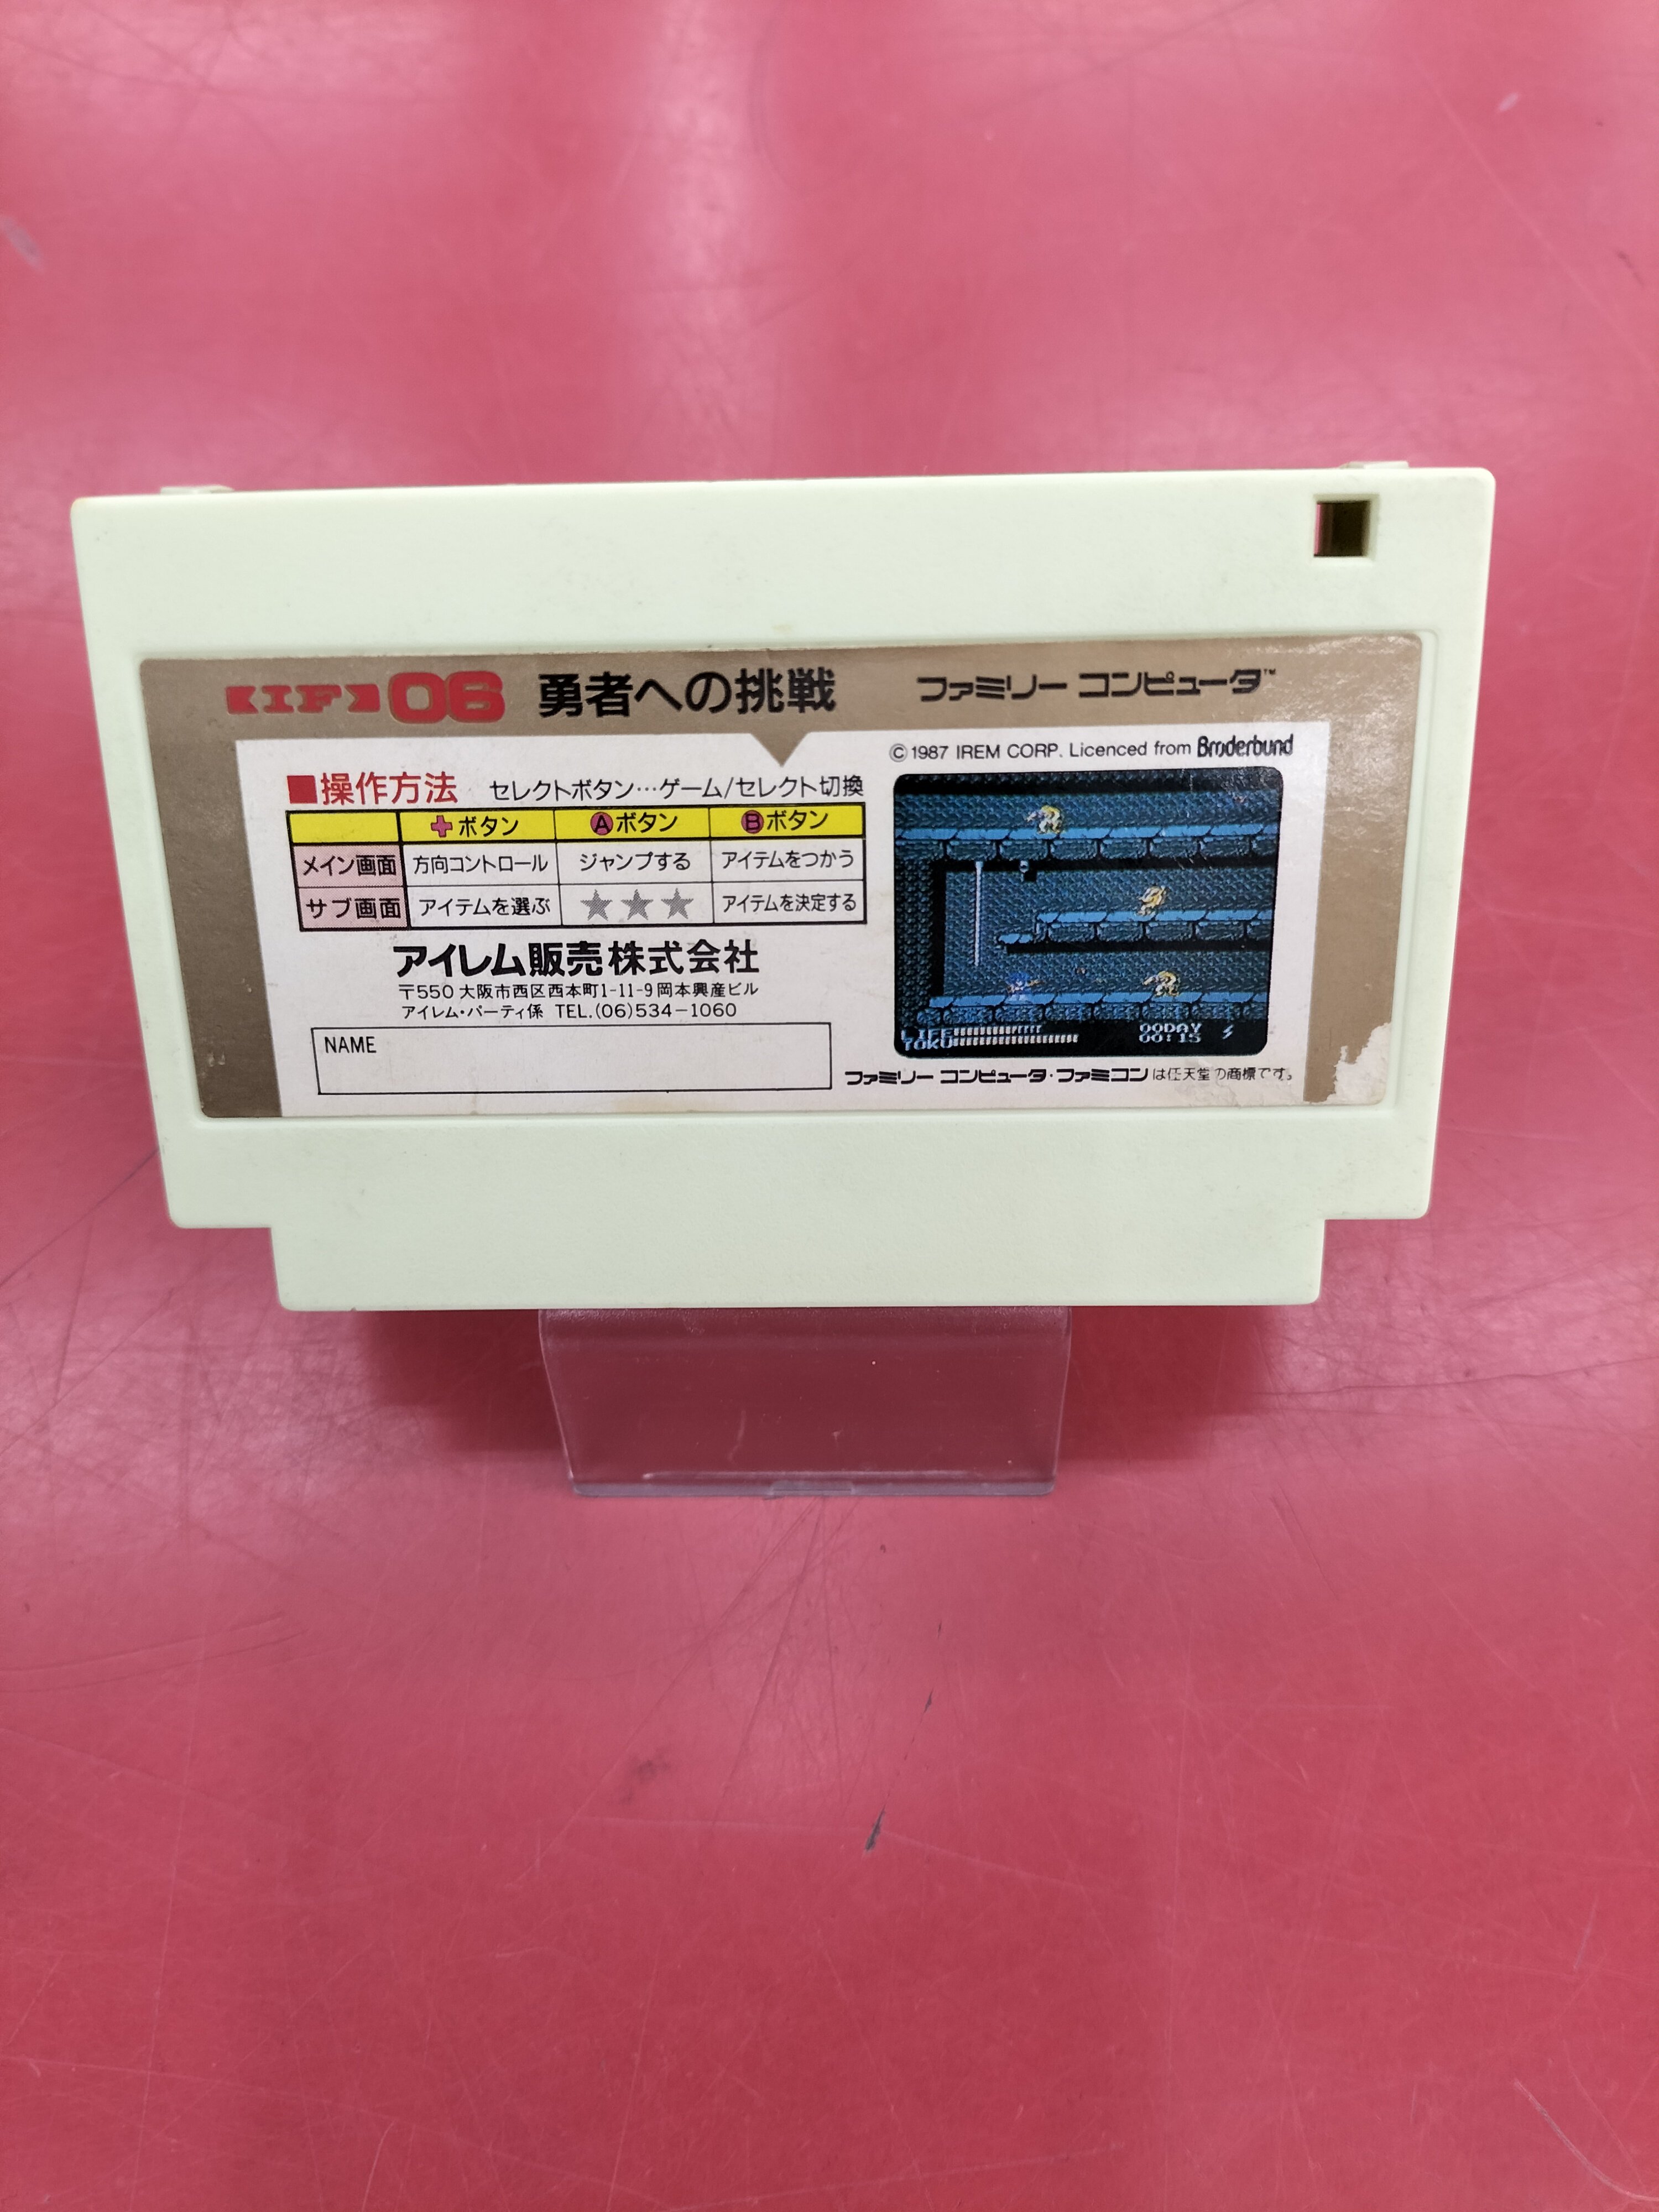 IF 06 勇者への挑戦 ファミリー コンピュータ™
©1987 IREM CORP. Licenced from Brøderbund
■操作方法 セレクトボタン…ゲーム/セレクト切換
✚ボタン Ⓐボタン Ⓑボタン
メイン画面 方向コントロール ジャンプする アイテムをつかう
サブ画面 アイテムを選ぶ ★★★ アイテムを決定する
アイレム販売株式会社
〒550 大阪市西区西本町1-11-9岡本興産ビル
アイレム・パーティ係 TEL.(06)534-1060
NAME
LIFE 00DAY
TOKU 00:15
ファミリー コンピュータ・ファミコンは任天堂の商標です。